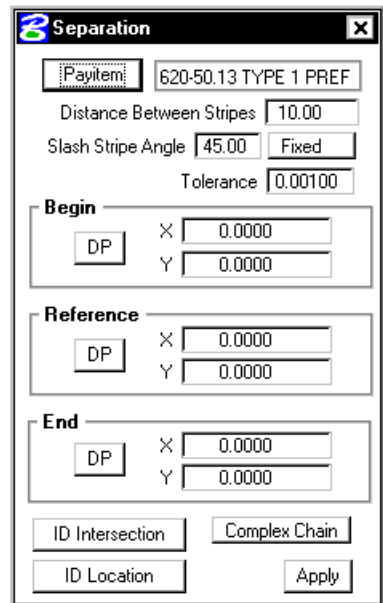 Separation
Payitem 620-50.13 TYPE 1 PREF
Distance Between Stripes 10.00
Slash Stripe Angle 45.00 Fixed
Tolerance 0.00100
Begin
DP X 0.0000
Y 0.0000
Reference
DP X 0.0000
Y 0.0000
End
DP X 0.0000
Y 0.0000
ID Intersection Complex Chain
ID Location Apply